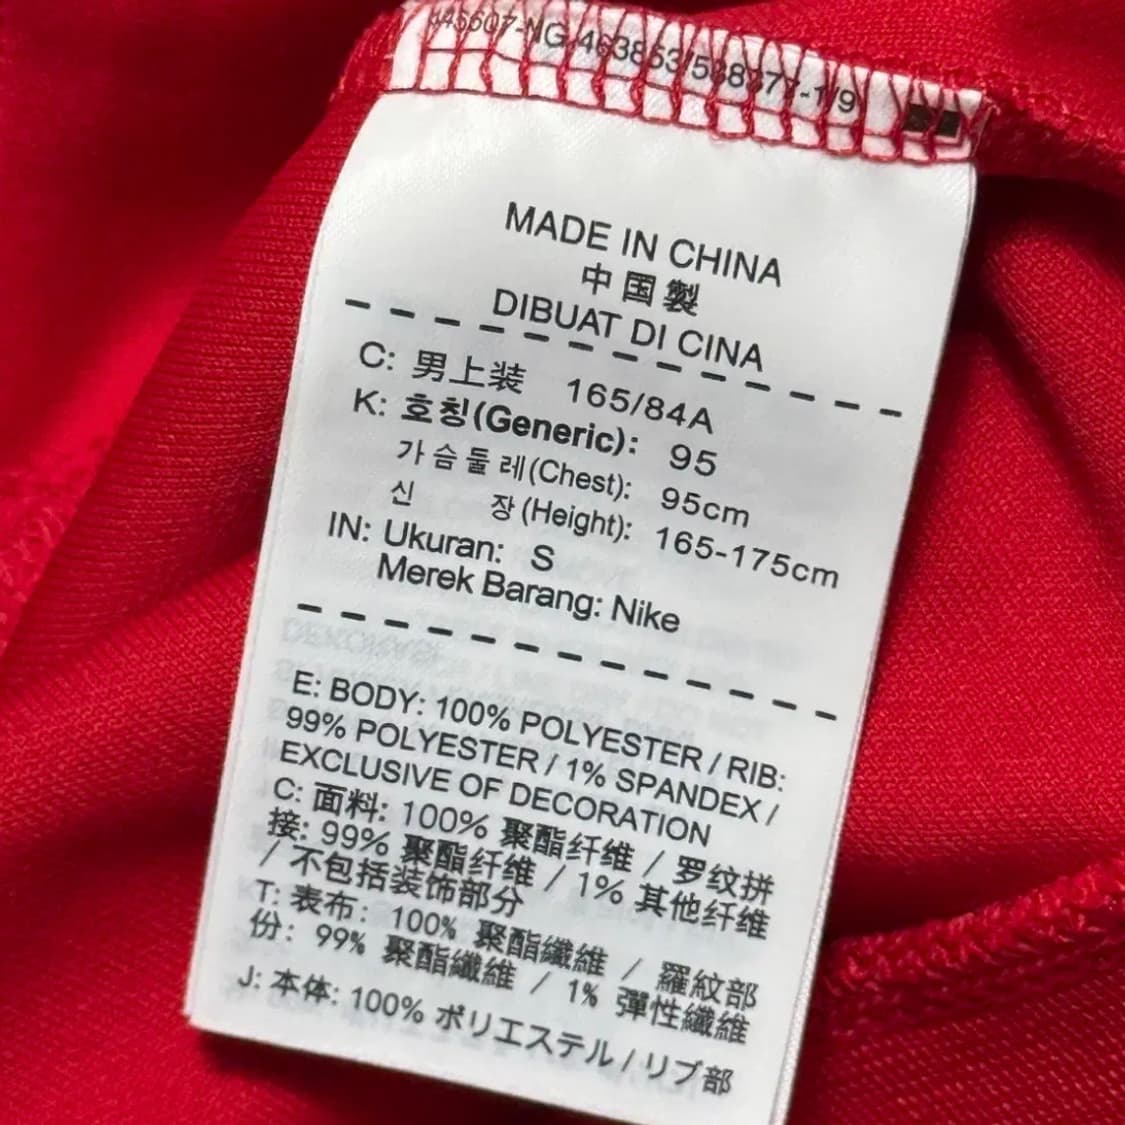 MADE IN CHINA
中国製
DIBUAT DI CINA
C: 男上装 165/84A
K: 호칭(Generic): 95
가슴둘레(Chest): 95cm
신 장(Height): 165-175cm
IN: Ukuran: S
Merek Barang: Nike
E: BODY: 100% POLYESTER / RIB:
99% POLYESTER / 1% SPANDEX /
EXCLUSIVE OF DECORATION
C: 面料: 100% 聚酯纤维 / 罗纹拼
接: 99% 聚酯纤维 / 1% 其他纤维
/ 不包括装饰部分
T: 表布: 100% 聚酯纖維 / 羅紋部
份: 99% 聚酯纖維 / 1% 彈性纖維
J: 本体: 100% ポリエステル / リブ部